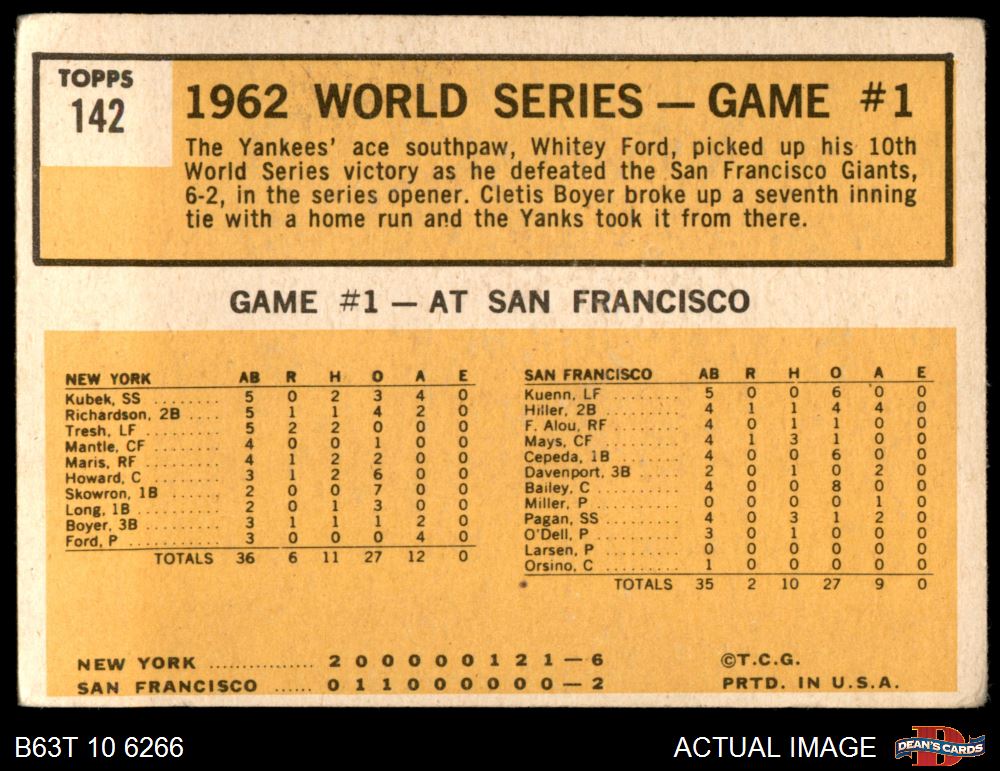 TOPPS
142
1962 WORLD SERIES — GAME #1
The Yankees' ace southpaw, Whitey Ford, picked up his 10th
World Series victory as he defeated the San Francisco Giants,
6-2, in the series opener. Cletis Boyer broke up a seventh inning
tie with a home run and the Yanks took it from there.
GAME #1 — AT SAN FRANCISCO
NEW YORK AB R H O A E
Kubek, SS ........ 5 0 2 3 4 0
Richardson, 2B .... 5 1 1 4 2 0
Tresh, LF .......... 5 2 2 0 0 0
Mantle, CF ........ 4 0 0 1 0 0
Maris, RF ......... 4 1 2 2 0 0
Howard, C ........ 3 1 2 6 0 0
Skowron, 1B ...... 2 0 0 7 0 0
Long, 1B .......... 2 0 1 3 0 0
Boyer, 3B ......... 3 1 1 1 2 0
Ford, P ............ 3 0 0 0 4 0
TOTALS 36 6 11 27 12 0
SAN FRANCISCO AB R H O A E
Kuenn, LF ......... 5 0 0 6 0 0
Hiller, 2B .......... 4 1 1 4 4 0
F. Alou, RF ........ 4 0 1 1 0 0
Mays, CF .......... 4 1 3 1 0 0
Cepeda, 1B ........ 4 0 0 6 0 0
Davenport, 3B ..... 2 0 1 0 2 0
Bailey, C .......... 4 0 0 8 0 0
Miller, P ........... 0 0 0 0 1 0
Pagan, SS ......... 4 0 3 1 2 0
O'Dell, P .......... 3 0 1 0 0 0
Larsen, P .......... 0 0 0 0 0 0
Orsino, C .......... 1 0 0 0 0 0
TOTALS 35 2 10 27 9 0
NEW YORK .............. 2 0 0 0 0 0 1 2 1 — 6
SAN FRANCISCO ...... 0 1 1 0 0 0 0 0 0 — 2
©T.C.G.
PRTD. IN U.S.A.
B63T 10 6266
ACTUAL IMAGE
D
DEAN'S CARDS